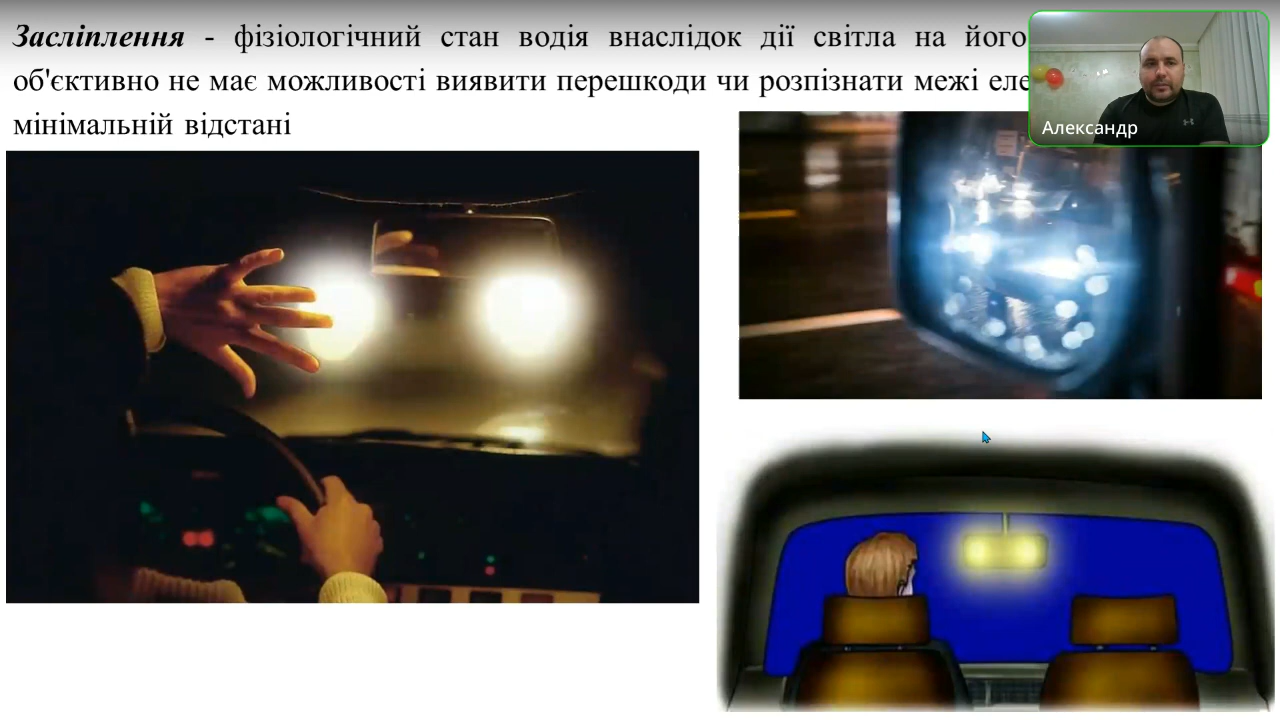 Засліплення - фізіологічний стан водія внаслідок дії світла на його
об'єктивно не має можливості виявити перешкоди чи розпізнати межі
мінімальній відстані
Александр